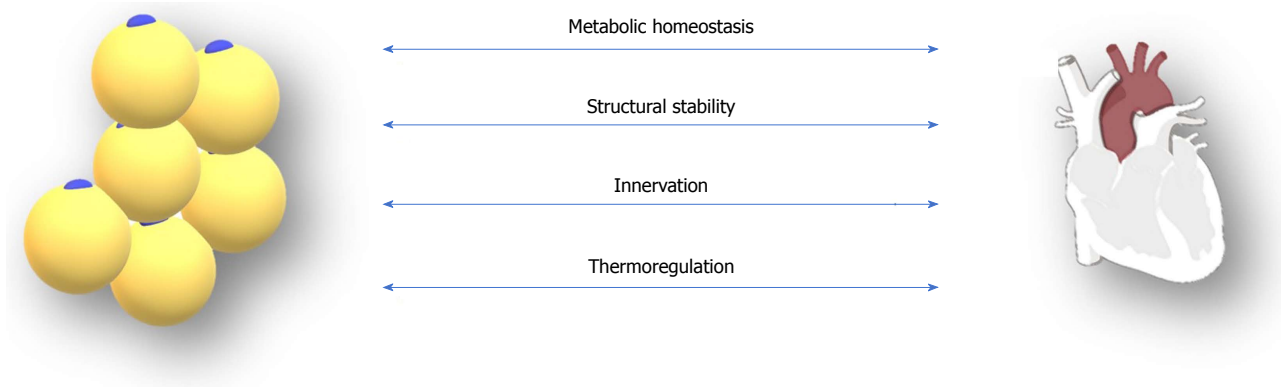 Metabolic homeostasis
Structural stability
Innervation
Thermoregulation